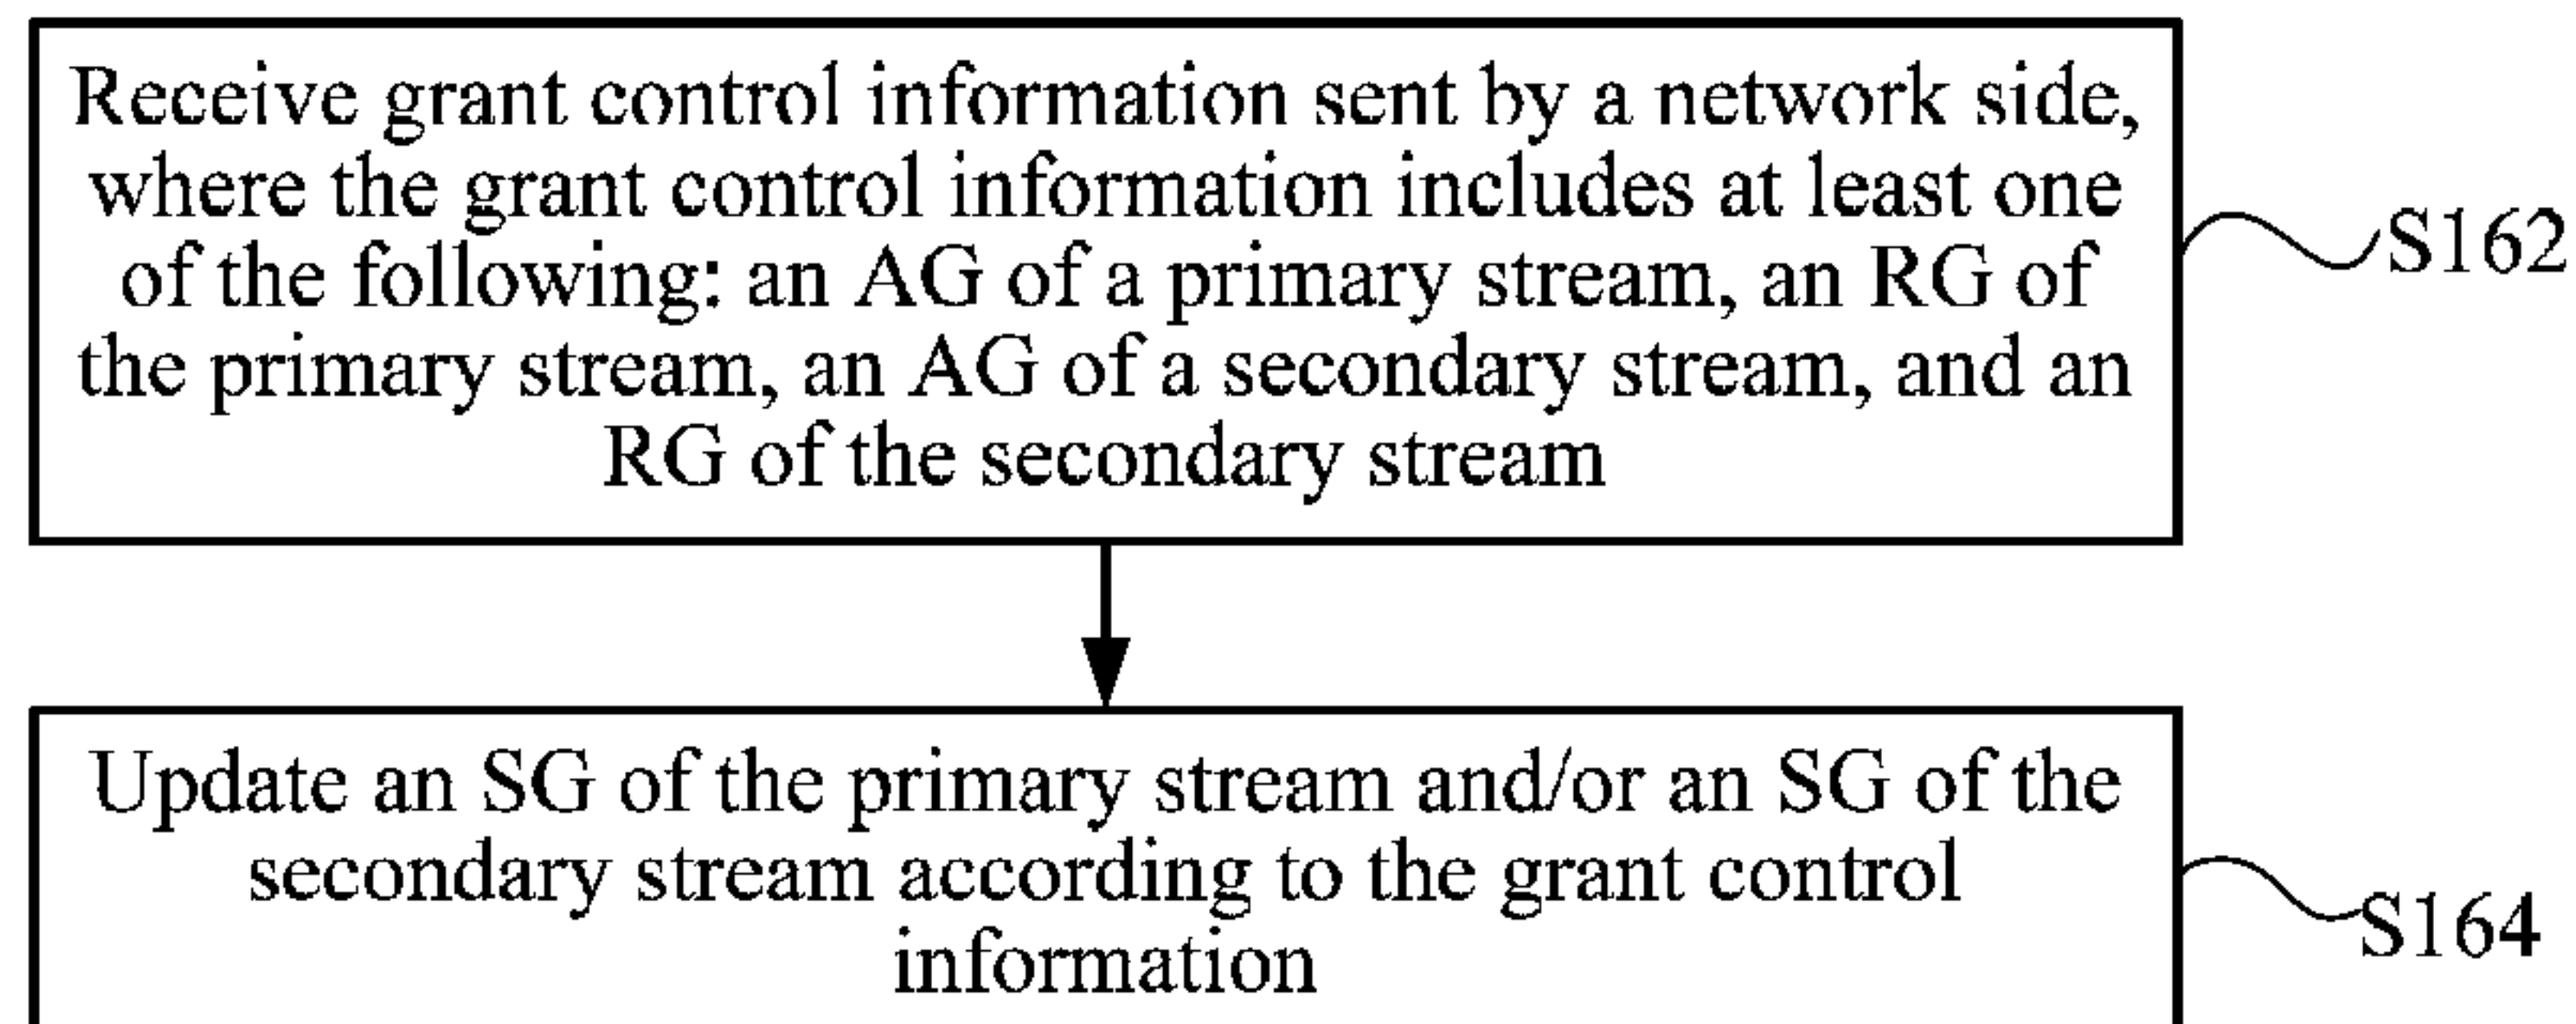 Receive grant control information sent by a network side,
where the grant control information includes at least one
of the following: an AG of a primary stream, an RG of
the primary stream, an AG of a secondary stream, and an
RG of the secondary stream
S162
Update an SG of the primary stream and/or an SG of the
secondary stream according to the grant control
information
S164